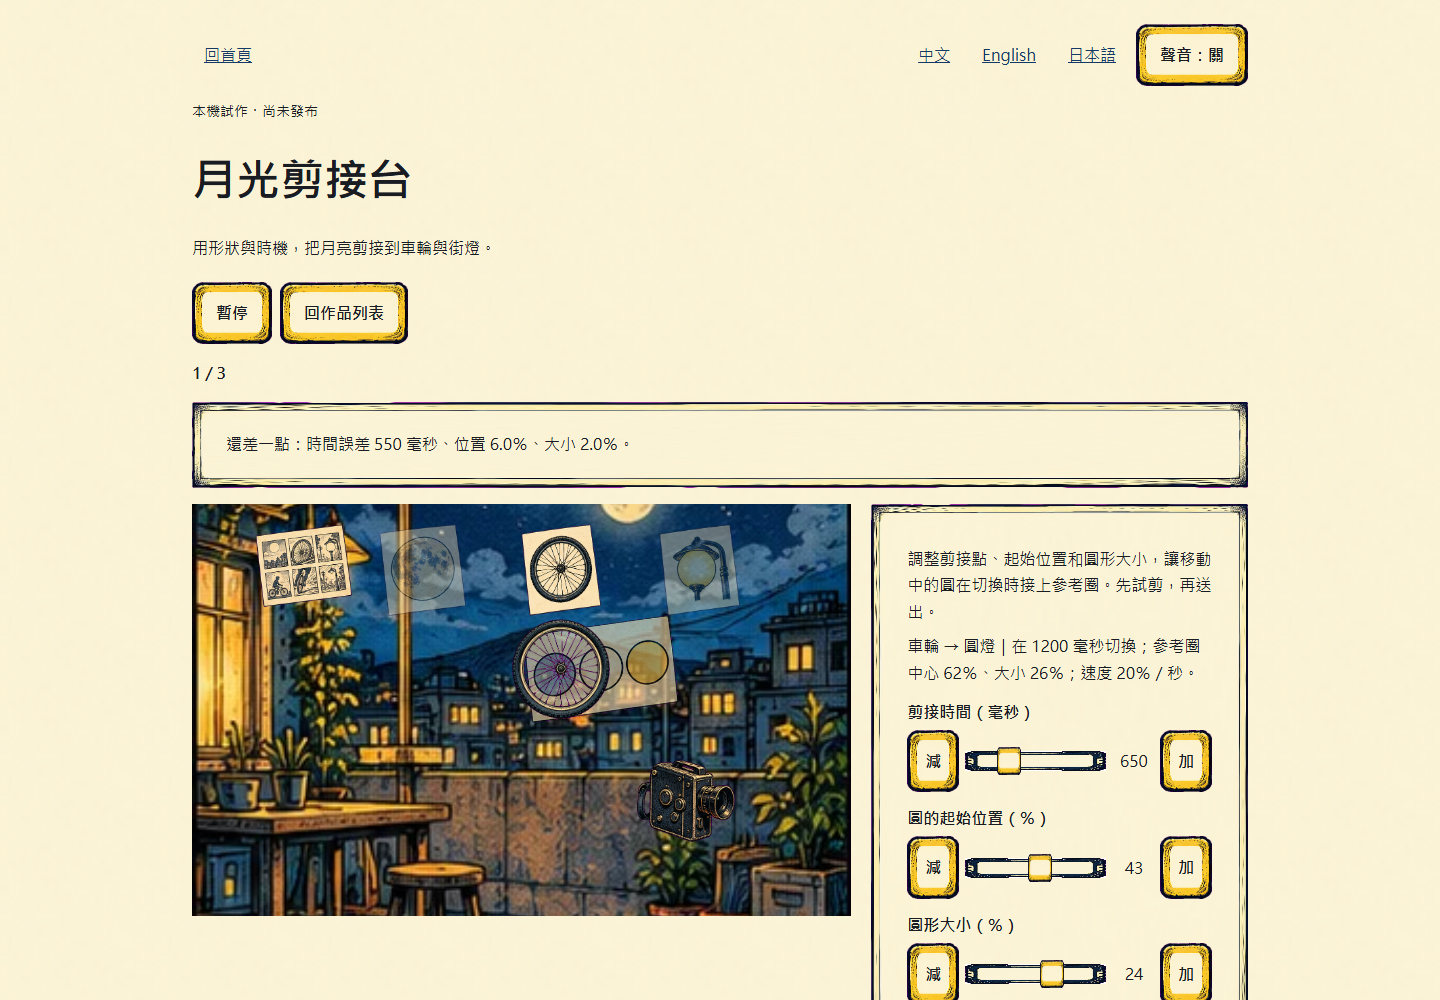 回首頁
中文
English
日本語
聲音：關
本機試作・尚未發布
月光剪接台
用形狀與時機，把月亮剪接到車輪與街燈。
暫停
回作品列表
1 / 3
還差一點：時間誤差 550 毫秒、位置 6.0%、大小 2.0%。
調整剪接點、起始位置和圓形大小，讓移動
中的圓在切換時接上參考圈。先試剪，再送
出。
車輪 → 圓燈 | 在 1200 毫秒切換；參考圈
中心 62%、大小 26%；速度 20% / 秒。
剪接時間（毫秒）
減
650
加
圓的起始位置（%）
減
43
加
圓形大小（%）
減
24
加